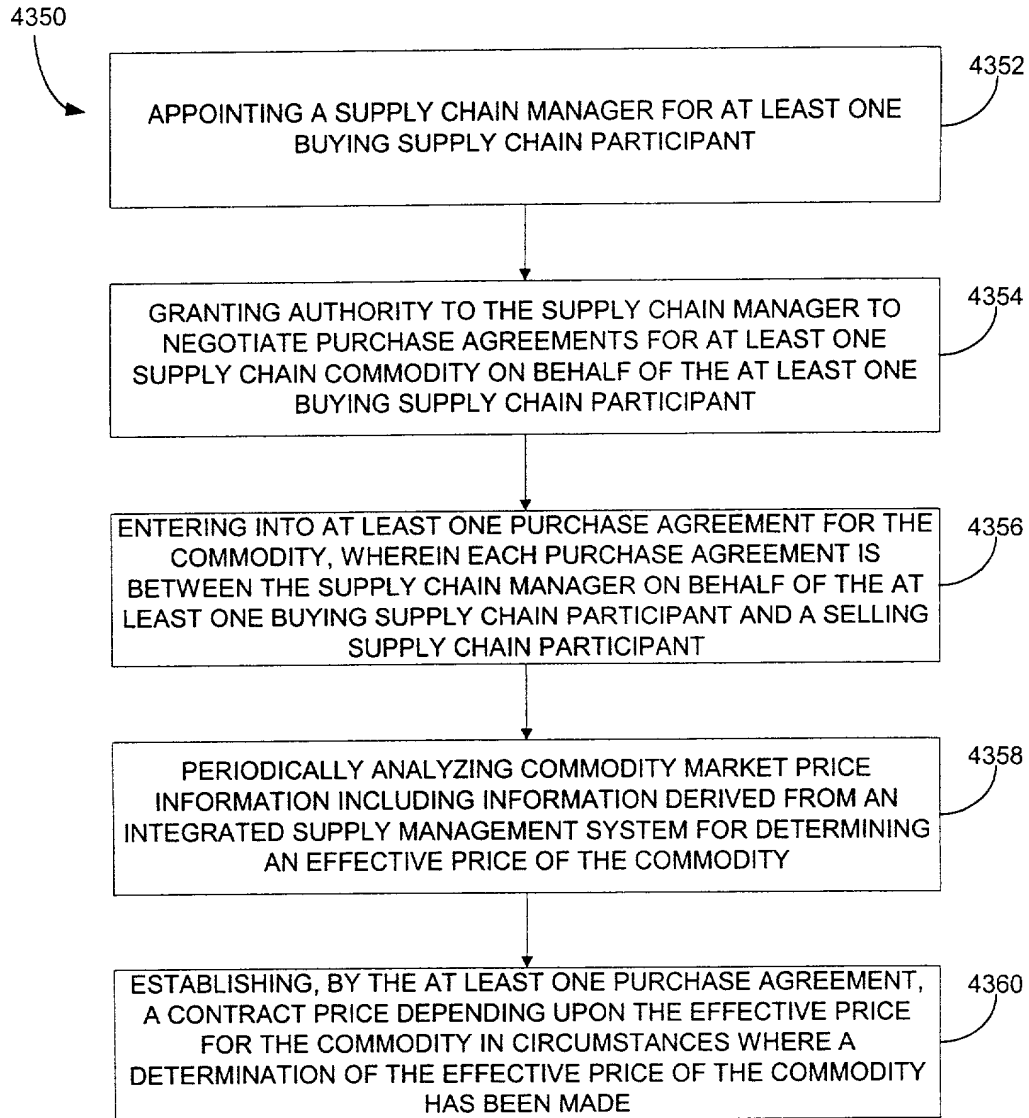 4350
4352
APPOINTING A SUPPLY CHAIN MANAGER FOR AT LEAST ONE
BUYING SUPPLY CHAIN PARTICIPANT
4354
GRANTING AUTHORITY TO THE SUPPLY CHAIN MANAGER TO
NEGOTIATE PURCHASE AGREEMENTS FOR AT LEAST ONE
SUPPLY CHAIN COMMODITY ON BEHALF OF THE AT LEAST ONE
BUYING SUPPLY CHAIN PARTICIPANT
4356
ENTERING INTO AT LEAST ONE PURCHASE AGREEMENT FOR THE
COMMODITY, WHEREIN EACH PURCHASE AGREEMENT IS
BETWEEN THE SUPPLY CHAIN MANAGER ON BEHALF OF THE AT
LEAST ONE BUYING SUPPLY CHAIN PARTICIPANT AND A SELLING
SUPPLY CHAIN PARTICIPANT
4358
PERIODICALLY ANALYZING COMMODITY MARKET PRICE
INFORMATION INCLUDING INFORMATION DERIVED FROM AN
INTEGRATED SUPPLY MANAGEMENT SYSTEM FOR DETERMINING
AN EFFECTIVE PRICE OF THE COMMODITY
4360
ESTABLISHING, BY THE AT LEAST ONE PURCHASE AGREEMENT,
A CONTRACT PRICE DEPENDING UPON THE EFFECTIVE PRICE
FOR THE COMMODITY IN CIRCUMSTANCES WHERE A
DETERMINATION OF THE EFFECTIVE PRICE OF THE COMMODITY
HAS BEEN MADE